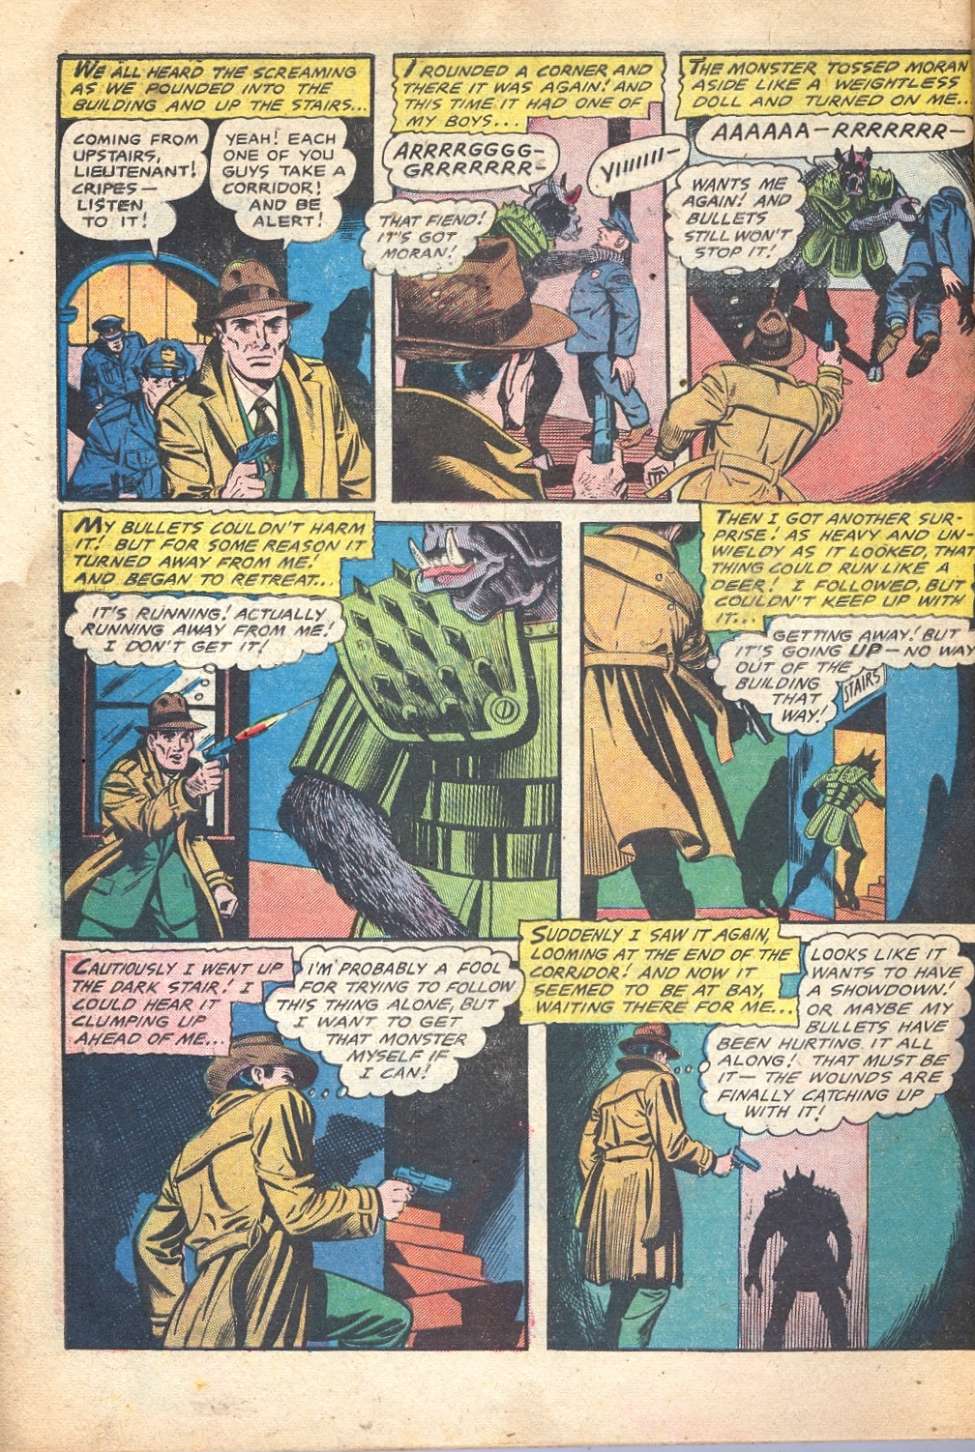 WE ALL HEARD THE SCREAMING
AS WE POUNDED INTO THE
BUILDING AND UP THE STAIRS...
COMING FROM
UPSTAIRS,
LIEUTENANT!
CRIPES—
LISTEN
TO IT!
YEAH! EACH
ONE OF YOU
GUYS TAKE A
CORRIDOR!
AND BE
ALERT!
I ROUNDED A CORNER AND
THERE IT WAS AGAIN! AND
THIS TIME IT HAD ONE OF
MY BOYS...
ARRRRGGGG-
GRRRRRRRR-
YIIIIIII-
THAT FIEND!
IT'S GOT
MORAN!
THE MONSTER TOSSED MORAN
ASIDE LIKE A WEIGHTLESS
DOLL AND TURNED ON ME...
AAAAAA-RRRRRRR-
WANTS ME
AGAIN! AND
BULLETS
STILL WON'T
STOP IT!
MY BULLETS COULDN'T HARM
IT! BUT FOR SOME REASON IT
TURNED AWAY FROM ME!
AND BEGAN TO RETREAT...
IT'S RUNNING! ACTUALLY
RUNNING AWAY FROM ME!
I DON'T GET IT!
THEN I GOT ANOTHER SUR-
PRISE! AS HEAVY AND UN-
WIELDY AS IT LOOKED, THAT
THING COULD RUN LIKE A
DEER! I FOLLOWED, BUT
COULDN'T KEEP UP WITH
IT...
GETTING AWAY! BUT
IT'S GOING UP—NO WAY
OUT OF THE
BUILDING
THAT
WAY!
STAIRS
CAUTIOUSLY I WENT UP
THE DARK STAIR! I
COULD HEAR IT
CLUMPING UP
AHEAD OF ME...
I'M PROBABLY A FOOL
FOR TRYING TO FOLLOW
THIS THING ALONE, BUT
I WANT TO GET
THAT MONSTER
MYSELF IF
I CAN!
SUDDENLY I SAW IT AGAIN,
LOOMING AT THE END OF THE
CORRIDOR! AND NOW IT
SEEMED TO BE AT BAY,
WAITING THERE FOR ME...
LOOKS LIKE IT
WANTS TO HAVE
A SHOWDOWN!
OR MAYBE MY
BULLETS HAVE
BEEN HURTING IT ALL
ALONG! THAT MUST BE
IT— THE WOUNDS ARE
FINALLY CATCHING UP
WITH IT!